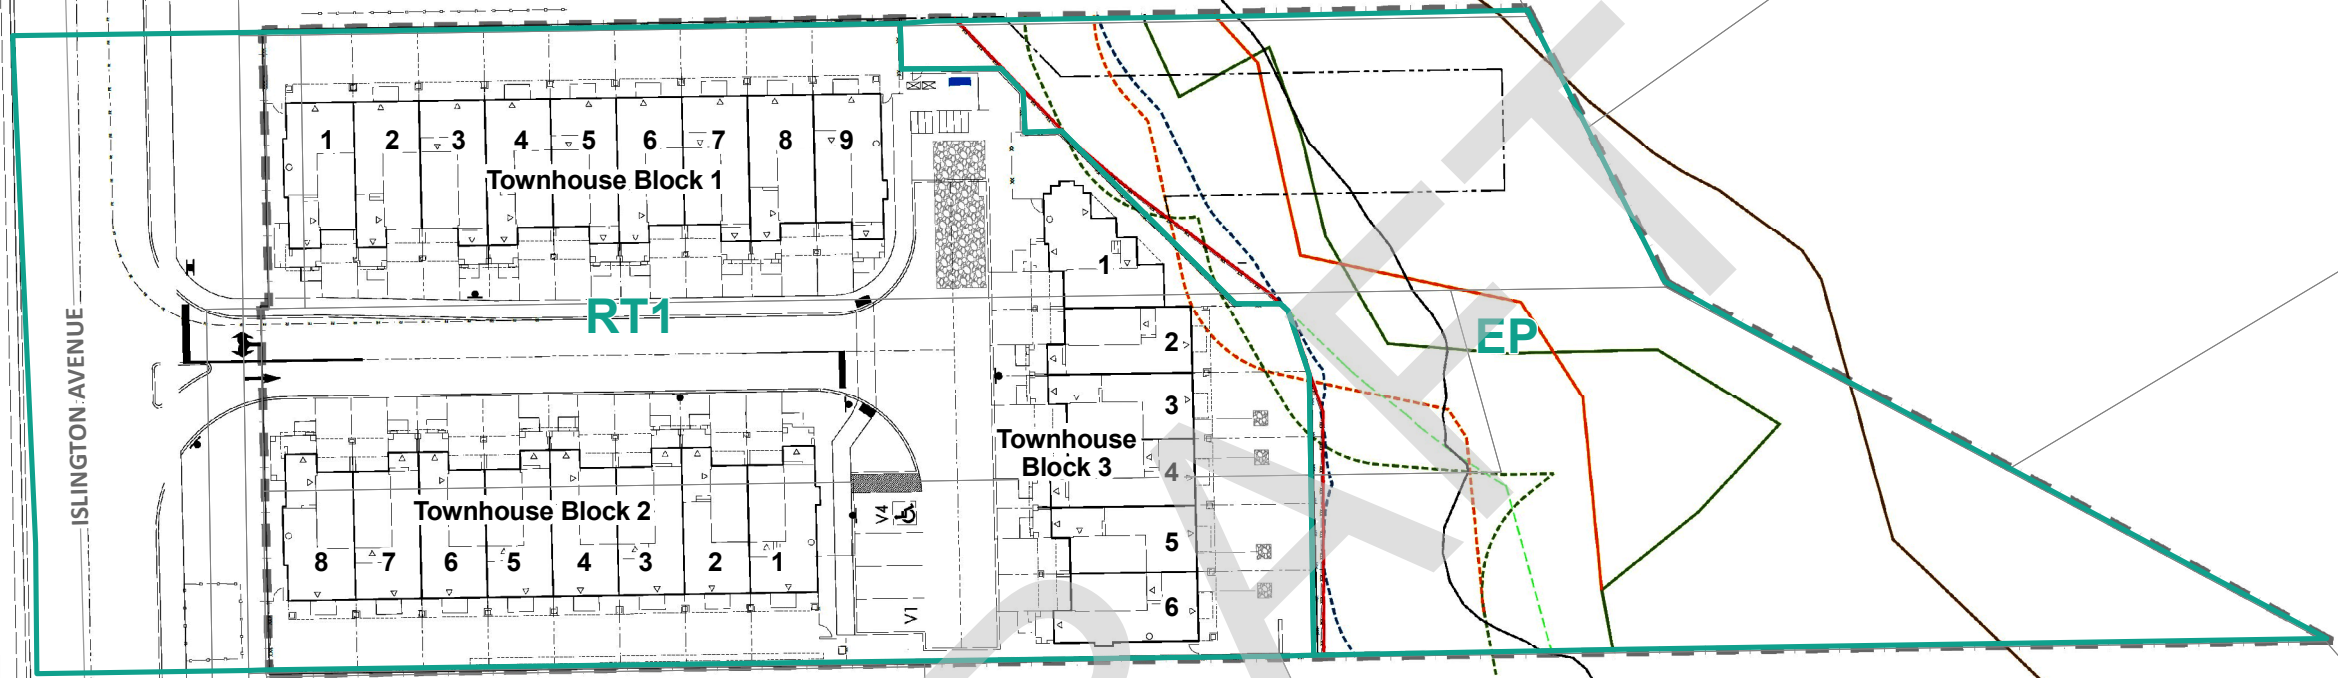 1 2 3 4 5 6 7 8 9
Townhouse Block 1
RT1
EP
ISLINGTON AVENUE
1
2
3
4
5
6
Townhouse
Block 3
Townhouse Block 2
8 7 6 5 4 3 2 1
V4
V1
DRAFT